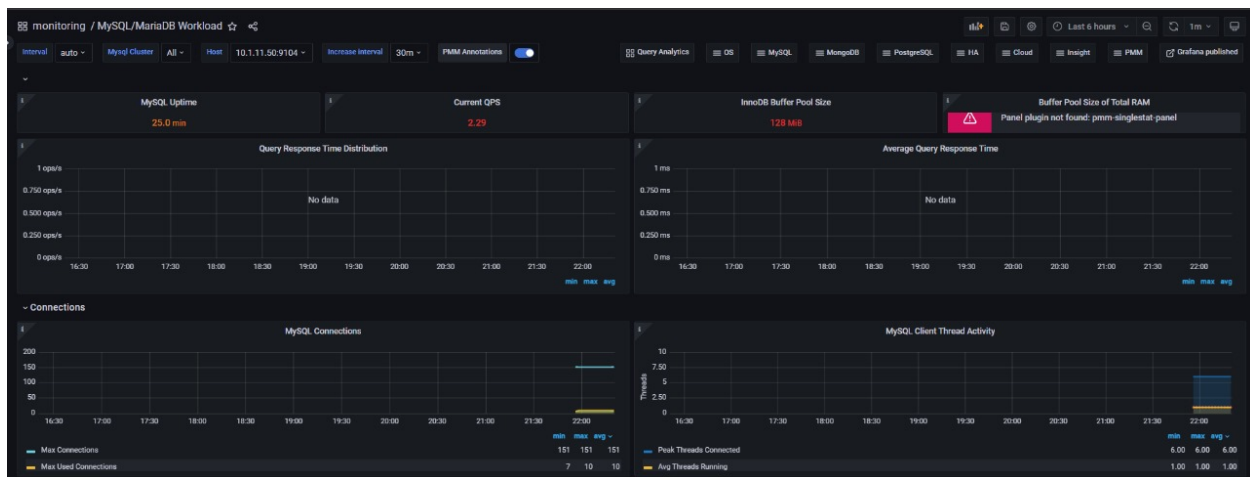 monitoring / MySQL/MariaDB Workload
Last 6 hours
1m
Interval auto
Mysql Cluster All
Host 10.1.11.50:9104
Increase Interval 30m
PMM Annotations
Query Analytics
OS
MySQL
MongoDB
PostgreSQL
HA
Cloud
Insight
PMM
Grafana published
MySQL Uptime
25.0 min
Current QPS
2.29
InnoDB Buffer Pool Size
128 MiB
Buffer Pool Size of Total RAM
Panel plugin not found: pmm-singlestat-panel
Query Response Time Distribution
1 ops/s
0.750 ops/s
0.500 ops/s
0.250 ops/s
0 ops/s
No data
16:30 17:00 17:30 18:00 18:30 19:00 19:30 20:00 20:30 21:00 21:30 22:00
min max avg
Average Query Response Time
1 ms
0.750 ms
0.500 ms
0.250 ms
0 ms
No data
16:30 17:00 17:30 18:00 18:30 19:00 19:30 20:00 20:30 21:00 21:30 22:00
min max avg
Connections
MySQL Connections
200
150
100
50
0
16:30 17:00 17:30 18:00 18:30 19:00 19:30 20:00 20:30 21:00 21:30 22:00
min max avg
Max Connections 151 151 151
Max Used Connections 7 10 10
MySQL Client Thread Activity
Threads
10
7.50
5
2.50
0
16:30 17:00 17:30 18:00 18:30 19:00 19:30 20:00 20:30 21:00 21:30 22:00
min max avg
Peak Threads Connected 6.00 6.00 6.00
Avg Threads Running 1.00 1.00 1.00